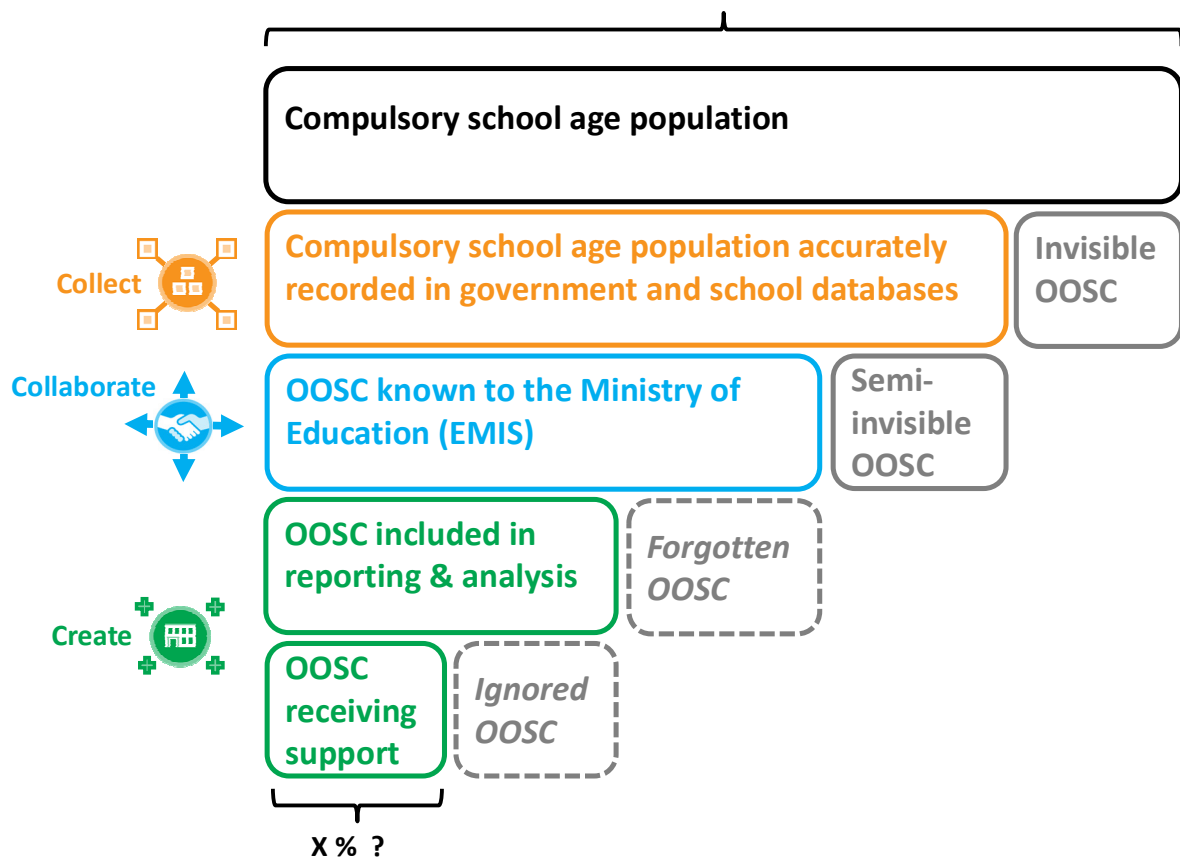 Compulsory school age population
Collect
Compulsory school age population accurately
recorded in government and school databases
Invisible
OOSC
Collaborate
OOSC known to the Ministry of
Education (EMIS)
Semi-
invisible
OOSC
OOSC included in
reporting & analysis
Forgotten
OOSC
Create
OOSC
receiving
support
Ignored
OOSC
X % ?